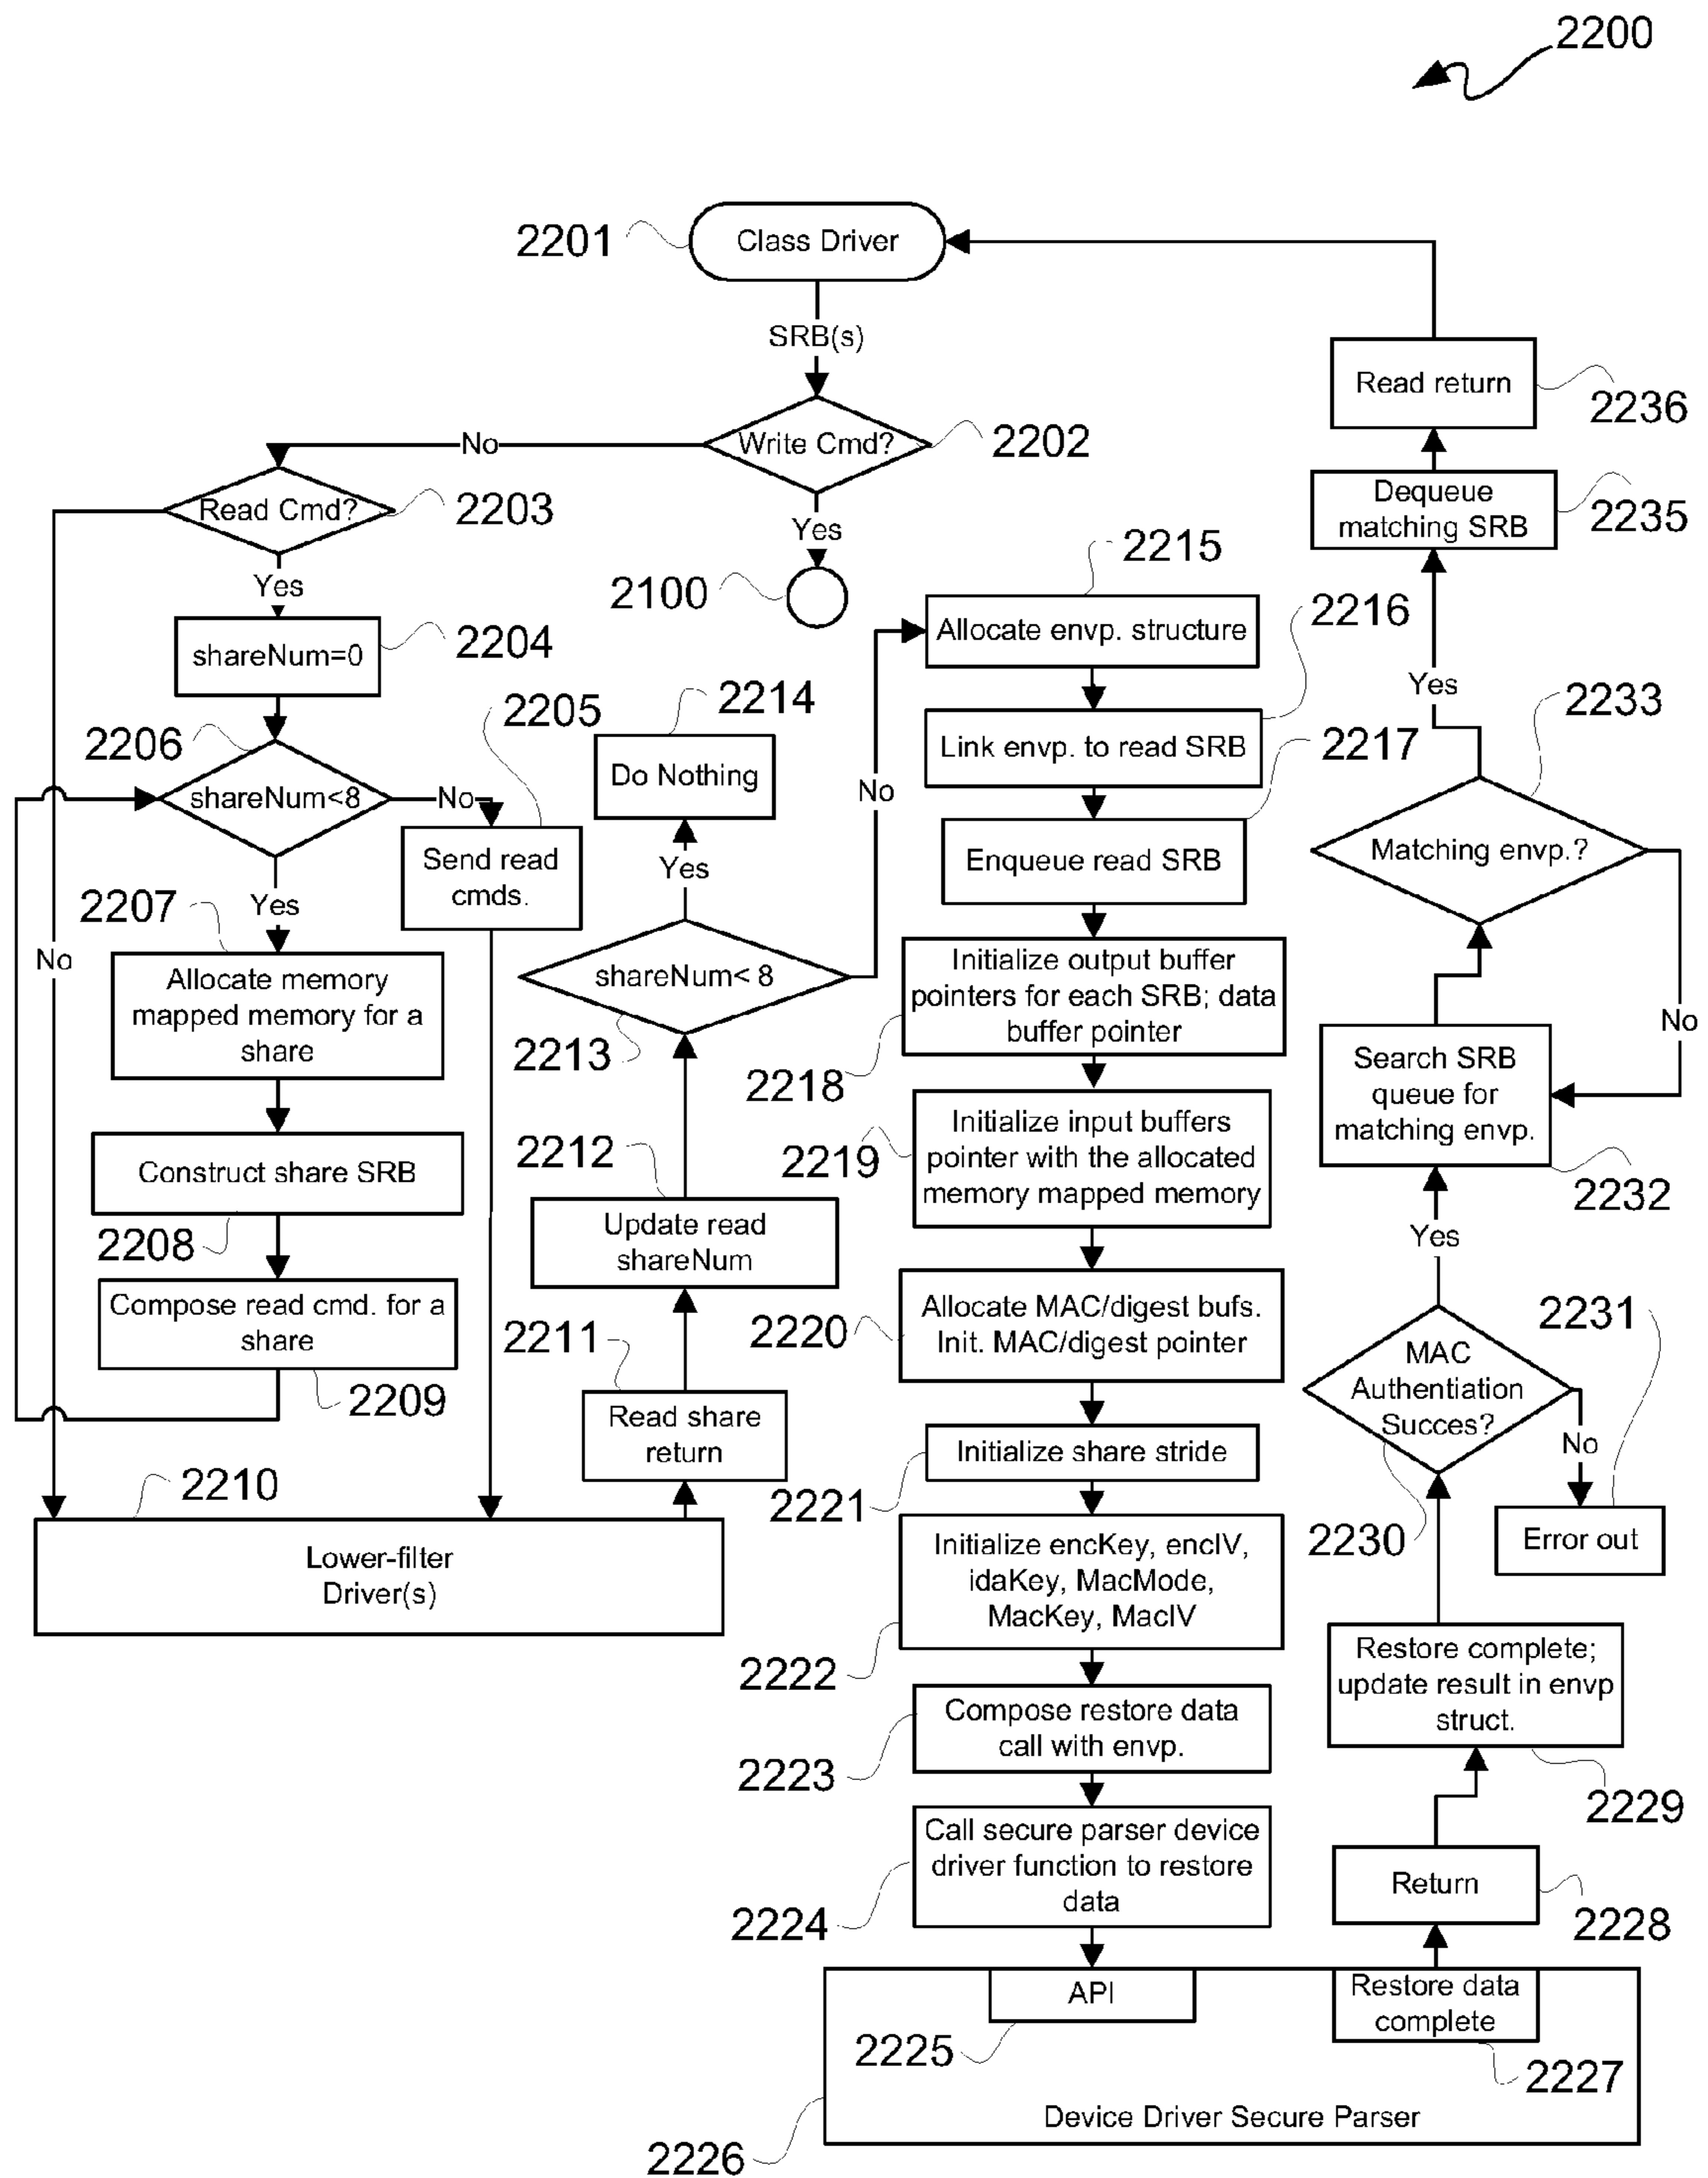 2200
2201
Class Driver
SRB(s)
Read return
2236
No
Write Cmd?
2202
Read Cmd?
2203
Yes
2100
Dequeue
matching SRB
2235
Yes
shareNum=0
2204
2215
Allocate envp. structure
2216
2206
2205
2214
Link envp. to read SRB
2217
Yes
2233
shareNum<8
No
Do Nothing
No
Send read
cmds.
Yes
Enqueue read SRB
Matching envp.?
2207
Yes
No
Allocate memory
mapped memory for a
share
shareNum< 8
2213
Initialize output buffer
pointers for each SRB; data
buffer pointer
2218
No
Search SRB
queue for
matching envp.
2232
Construct share SRB
2208
2212
Update read
shareNum
Initialize input buffers
pointer with the allocated
memory mapped memory
2219
Yes
Compose read cmd. for a
share
2209
2211
Read share
return
Allocate MAC/digest bufs.
Init. MAC/digest pointer
2220
MAC
Authentiation
Succes?
2231
No
2230
Error out
2210
Lower-filter
Driver(s)
Initialize share stride
2221
Initialize encKey, encIV,
idaKey, MacMode,
MacKey, MacIV
2222
Restore complete;
update result in envp
struct.
2229
Compose restore data
call with envp.
2223
Call secure parser device
driver function to restore
data
2224
Return
2228
API
2225
Restore data
complete
2227
Device Driver Secure Parser
2226